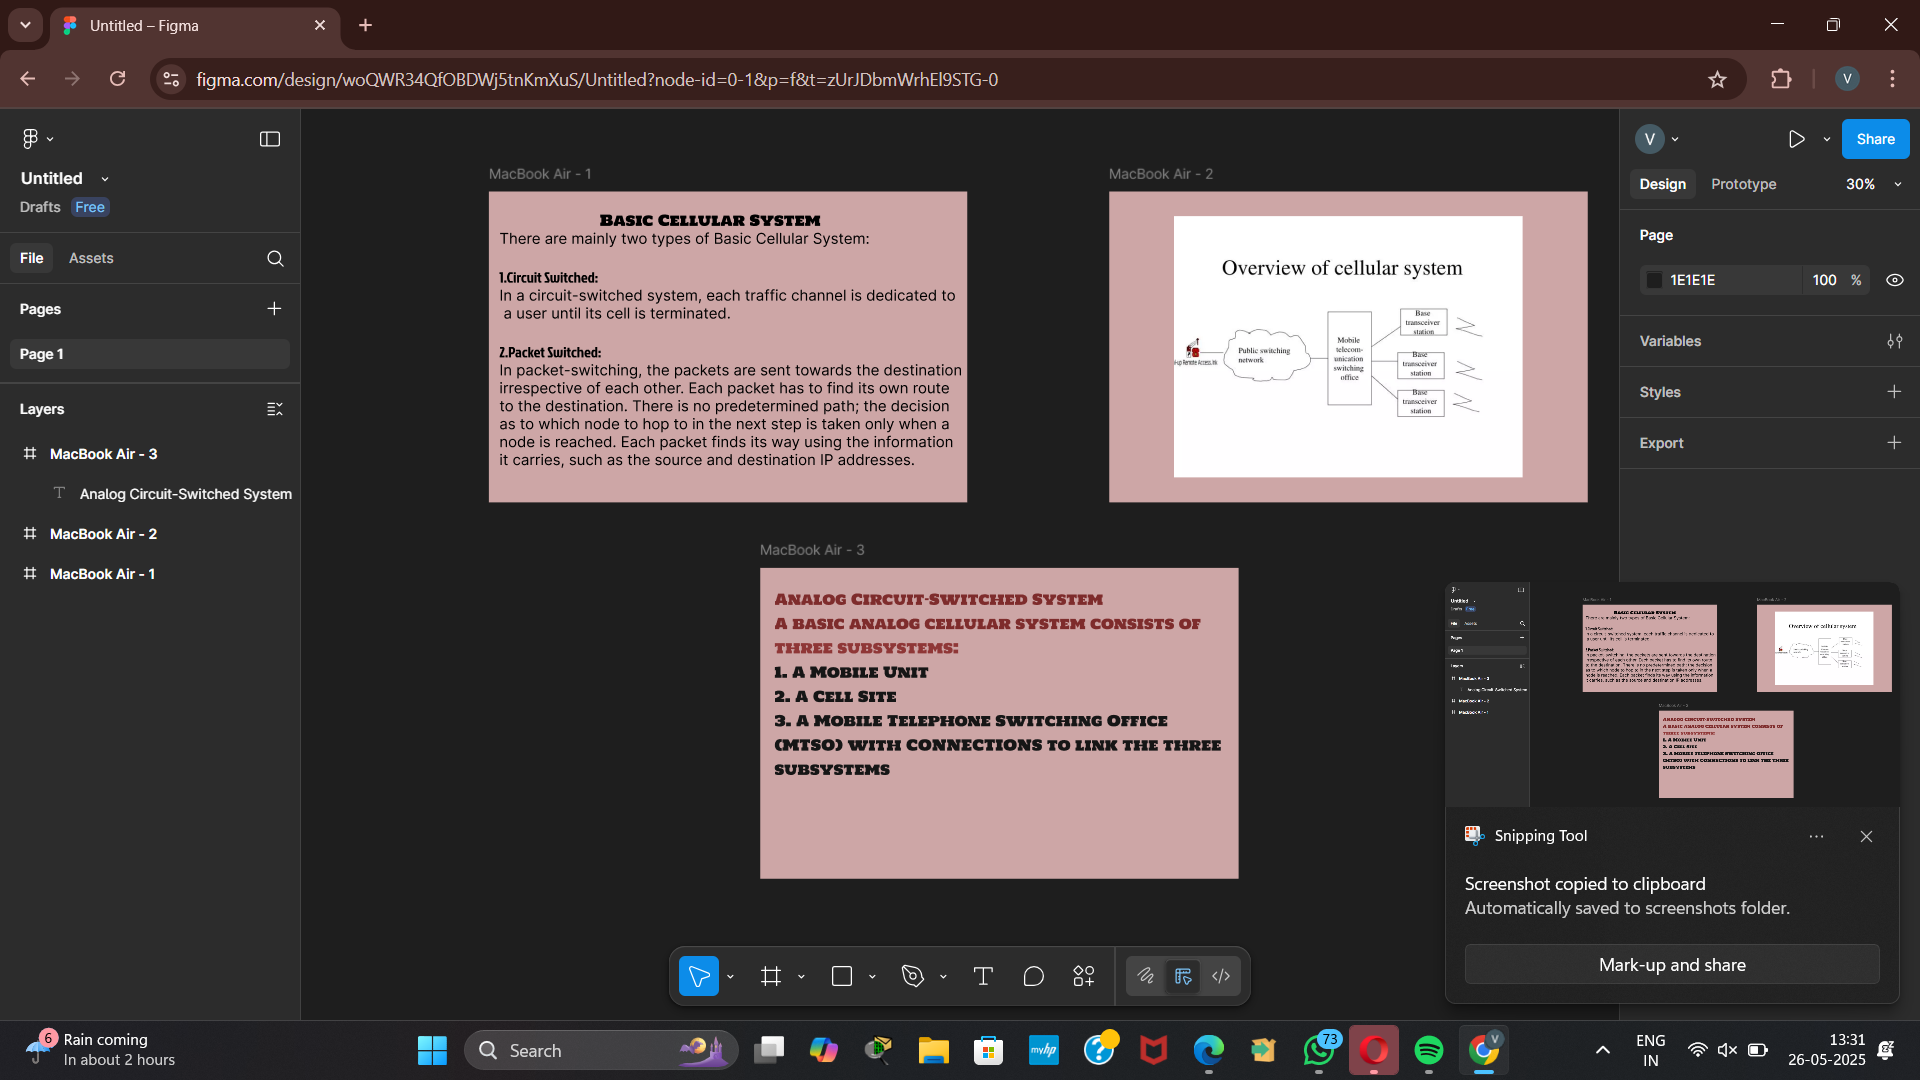 Untitled – Figma
figma.com/design/woQWR34QfOBDWj5tnKmXuS/Untitled?node-id=0-1&p=f&t=zUrJDbmWrhEl9STG-0
V
Untitled
Drafts Free
File Assets
Pages
Page 1
Layers
MacBook Air - 3
Analog Circuit-Switched System
MacBook Air - 2
MacBook Air - 1
MacBook Air - 1
Basic Cellular System
There are mainly two types of Basic Cellular System:
1.Circuit Switched:
In a circuit-switched system, each traffic channel is dedicated to
a user until its cell is terminated.
2.Packet Switched:
In packet-switching, the packets are sent towards the destination
irrespective of each other. Each packet has to find its own route
to the destination. There is no predetermined path; the decision
as to which node to hop to in the next step is taken only when a
node is reached. Each packet finds its way using the information
it carries, such as the source and destination IP addresses.
MacBook Air - 2
Overview of cellular system
Public switching
network
Mobile
telecom-
unication
switching
office
Base
transceiver
station
Base
transceiver
station
Base
transceiver
station
Remote Access
MacBook Air - 3
Analog Circuit-Switched System
A basic analog cellular system consists of
three subsystems:
1. A Mobile Unit
2. A Cell Site
3. A Mobile Telephone Switching Office
(MTSO) with connections to link the three
subsystems
V
Share
Design Prototype 30%
Page
1E1E1E 100 %
Variables
Styles
Export
Snipping Tool
Screenshot copied to clipboard
Automatically saved to screenshots folder.
Mark-up and share
6
Rain coming
In about 2 hours
Search
myhp
73
V
ENG
IN
13:31
26-05-2025